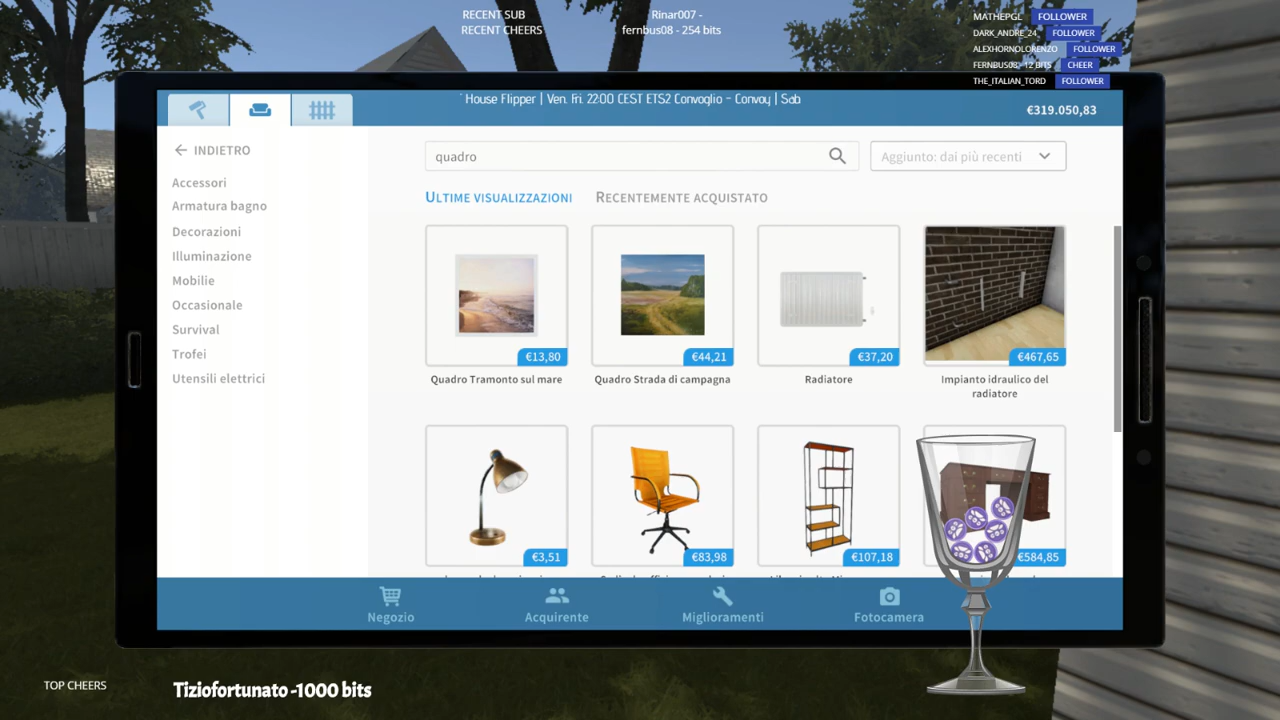 RECENT SUB
RECENT CHEERS
Rinar007 -
fernbus08 - 254 bits
MATHEPGL FOLLOWER
DARK_ANDRE_24 FOLLOWER
ALEXHORNOLORENZO FOLLOWER
FERNBUS08 - 12 BITS CHEER
THE_ITALIAN_TORD FOLLOWER
House Flipper | Ven. Fri. 22:00 CEST ETS2 Convoglio - Convoy | Sab
€319.050,83
INDIETRO
Accessori
Armatura bagno
Decorazioni
Illuminazione
Mobilie
Occasionale
Survival
Trofei
Utensili elettrici
quadro
Aggiunto: dai più recenti
ULTIME VISUALIZZAZIONI
RECENTEMENTE ACQUISTATO
€13,80
Quadro Tramonto sul mare
€44,21
Quadro Strada di campagna
€37,20
Radiatore
€467,65
Impianto idraulico del
radiatore
€3,51
€83,98
€107,18
€584,85
Negozio
Acquirente
Miglioramenti
Fotocamera
TOP CHEERS
Tiziofortunato -1000 bits